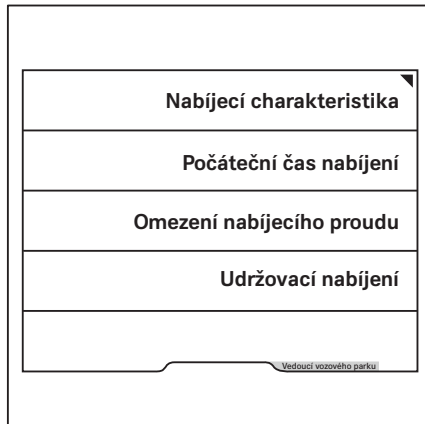 Nabíjecí charakteristika
Počáteční čas nabíjení
Omezení nabíjecího proudu
Udržovací nabíjení
Vedoucí vozového parku